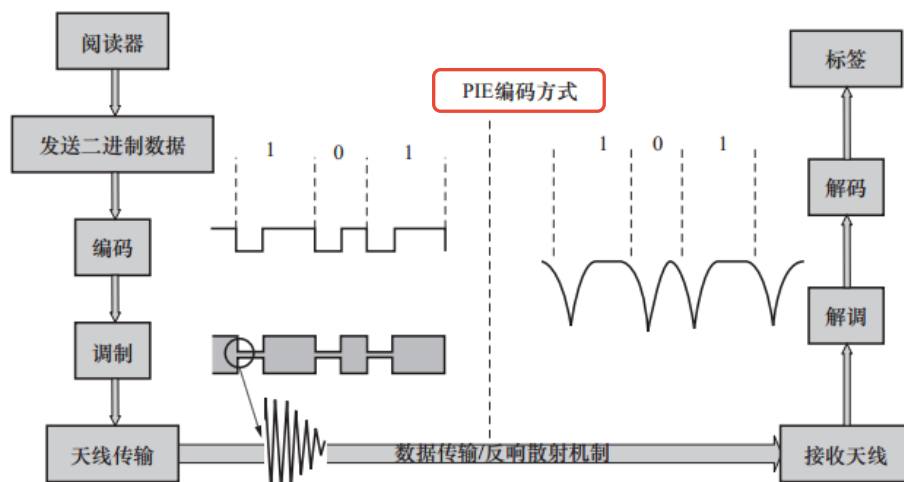 阅读器
标签
PIE编码方式
发送二进制数据
1 0 1
1 0 1
解码
编码
解调
调制
天线传输
数据传输/反响散射机制
接收天线